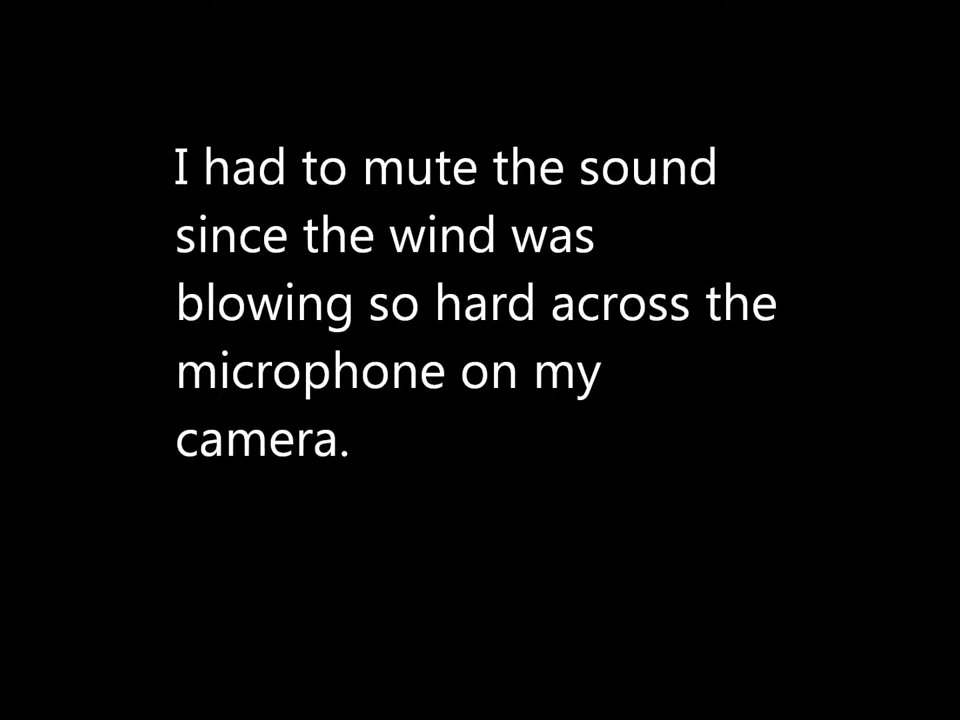 I had to mute the sound
since the wind was
blowing so hard across the
microphone on my
camera.